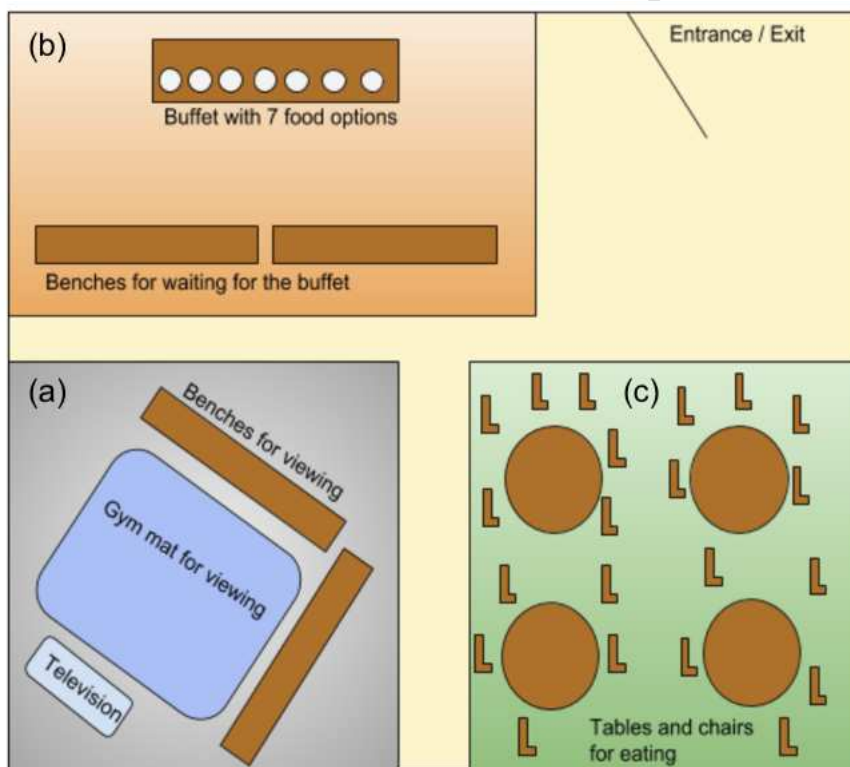 (b)
Entrance / Exit
Buffet with 7 food options
Benches for waiting for the buffet
(a)
Benches for viewing
Gym mat for viewing
Television
(c)
Tables and chairs
for eating